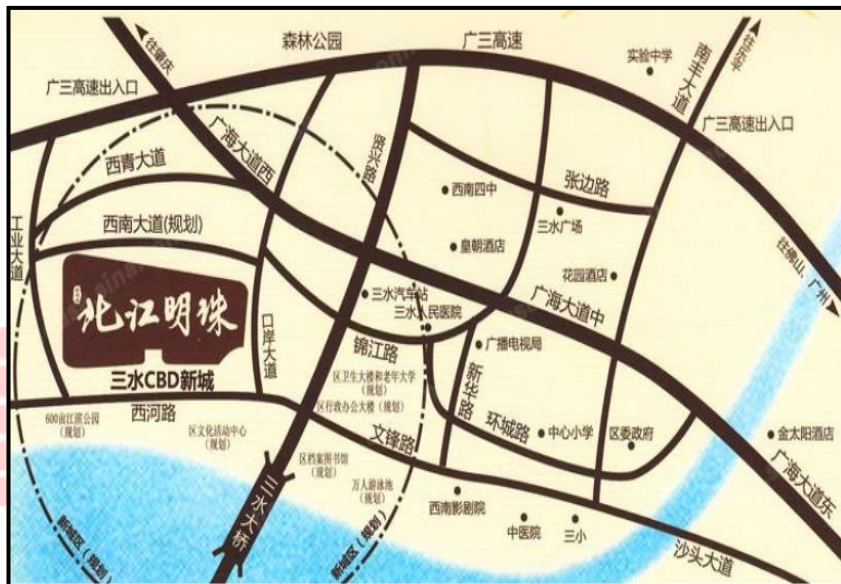 往肇庆
森林公园
广三高速
实验中学
南丰大道
往乐平
广三高速出入口
广三高速出入口
贤兴路
广海大道西
西青大道
西南四中
张边路
工业大道
西南大道(规划)
三水广场
皇朝酒店
花园酒店
往佛山、广州
北江明珠
三水汽车站
三水人民医院
广海大道中
口岸大道
锦江路
广播电视局
三水CBD新城
区卫生大楼和老年大学
(规划)
新华路
西河路
区行政办公大楼(规划)
600亩江滨公园
(规划)
区文化活动中心
(规划)
文锋路
环城路
中心小学
区委政府
金太阳酒店
区档案图书馆
(规划)
万人游泳池
(规划)
广海大道东
三水大桥
西南影剧院
中医院
三小
沙头大道
新城区(规划)
新城区(规划)